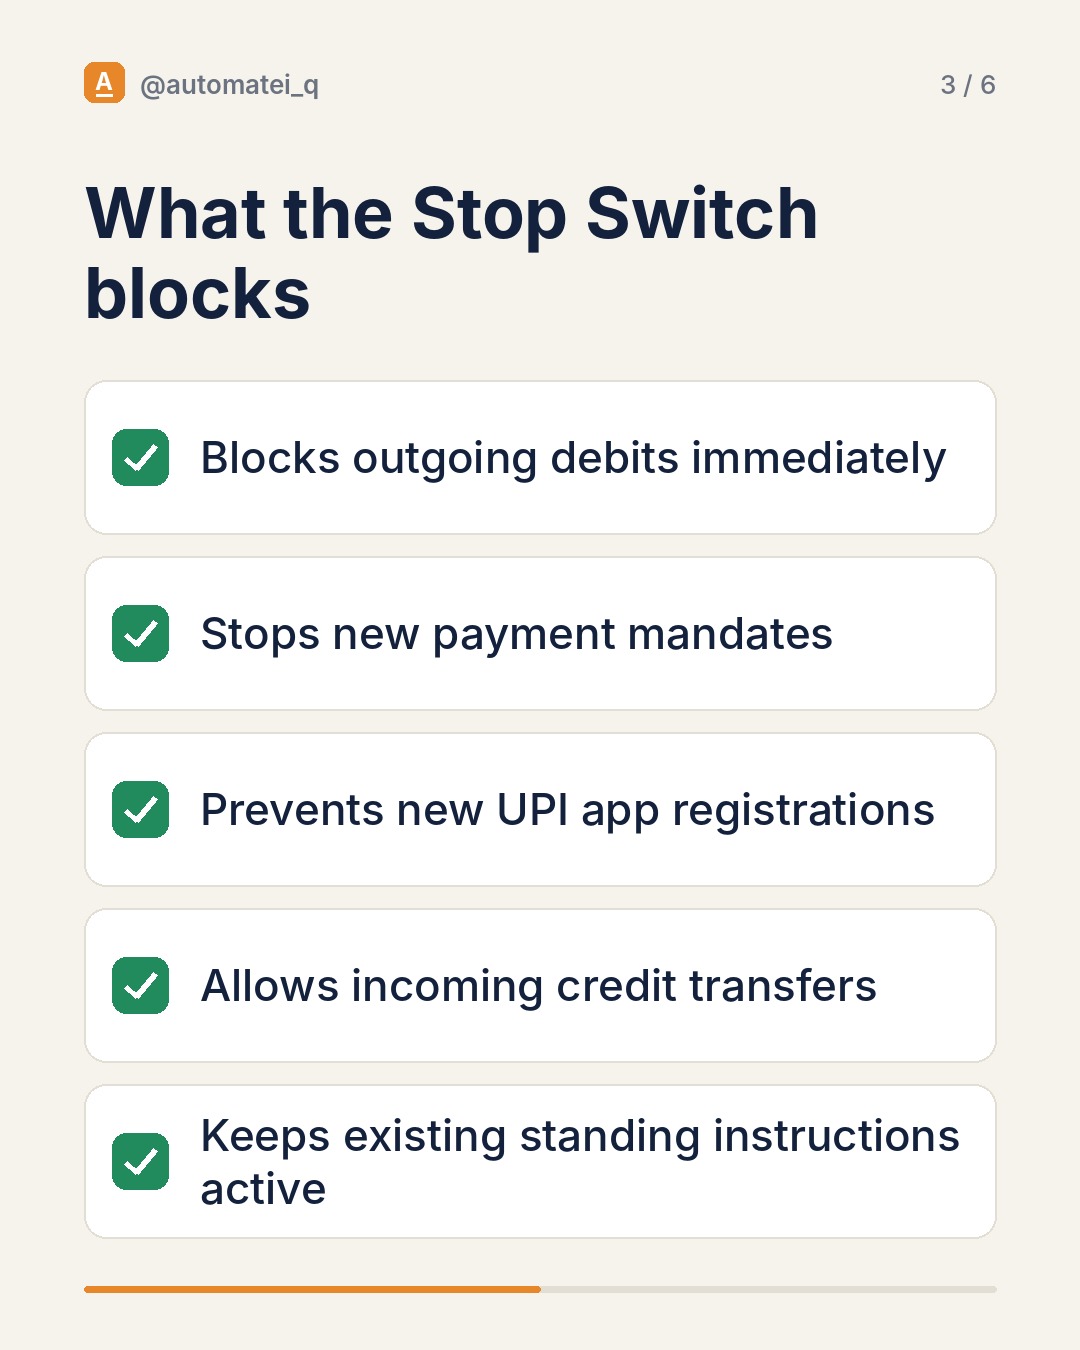 A
@automatei_q
3 / 6
What the Stop Switch
blocks
Blocks outgoing debits immediately
Stops new payment mandates
Prevents new UPI app registrations
Allows incoming credit transfers
Keeps existing standing instructions
active